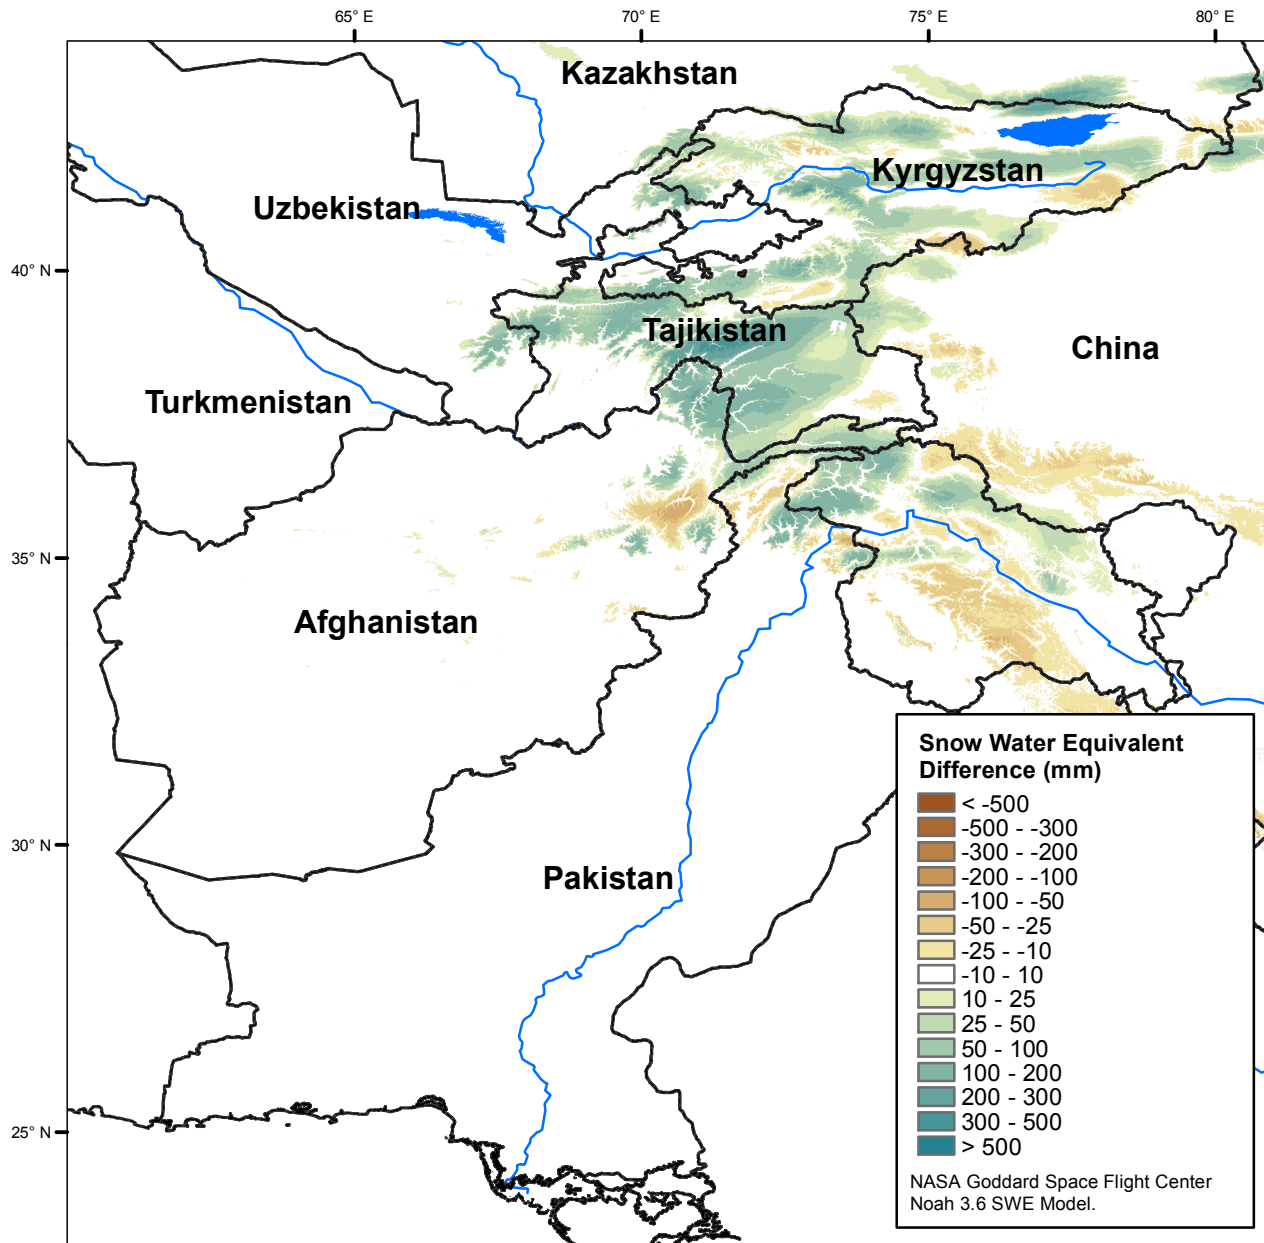 65° E 70° E 75° E 80° E
Kazakhstan
Kyrgyzstan
Uzbekistan
40° N
Tajikistan
China
Turkmenistan
35° N
Afghanistan
30° N
Pakistan
25° N
Snow Water Equivalent
Difference (mm)
< -500
-500 - -300
-300 - -200
-200 - -100
-100 - -50
-50 - -25
-25 - -10
-10 - 10
10 - 25
25 - 50
50 - 100
100 - 200
200 - 300
300 - 500
> 500
NASA Goddard Space Flight Center
Noah 3.6 SWE Model.